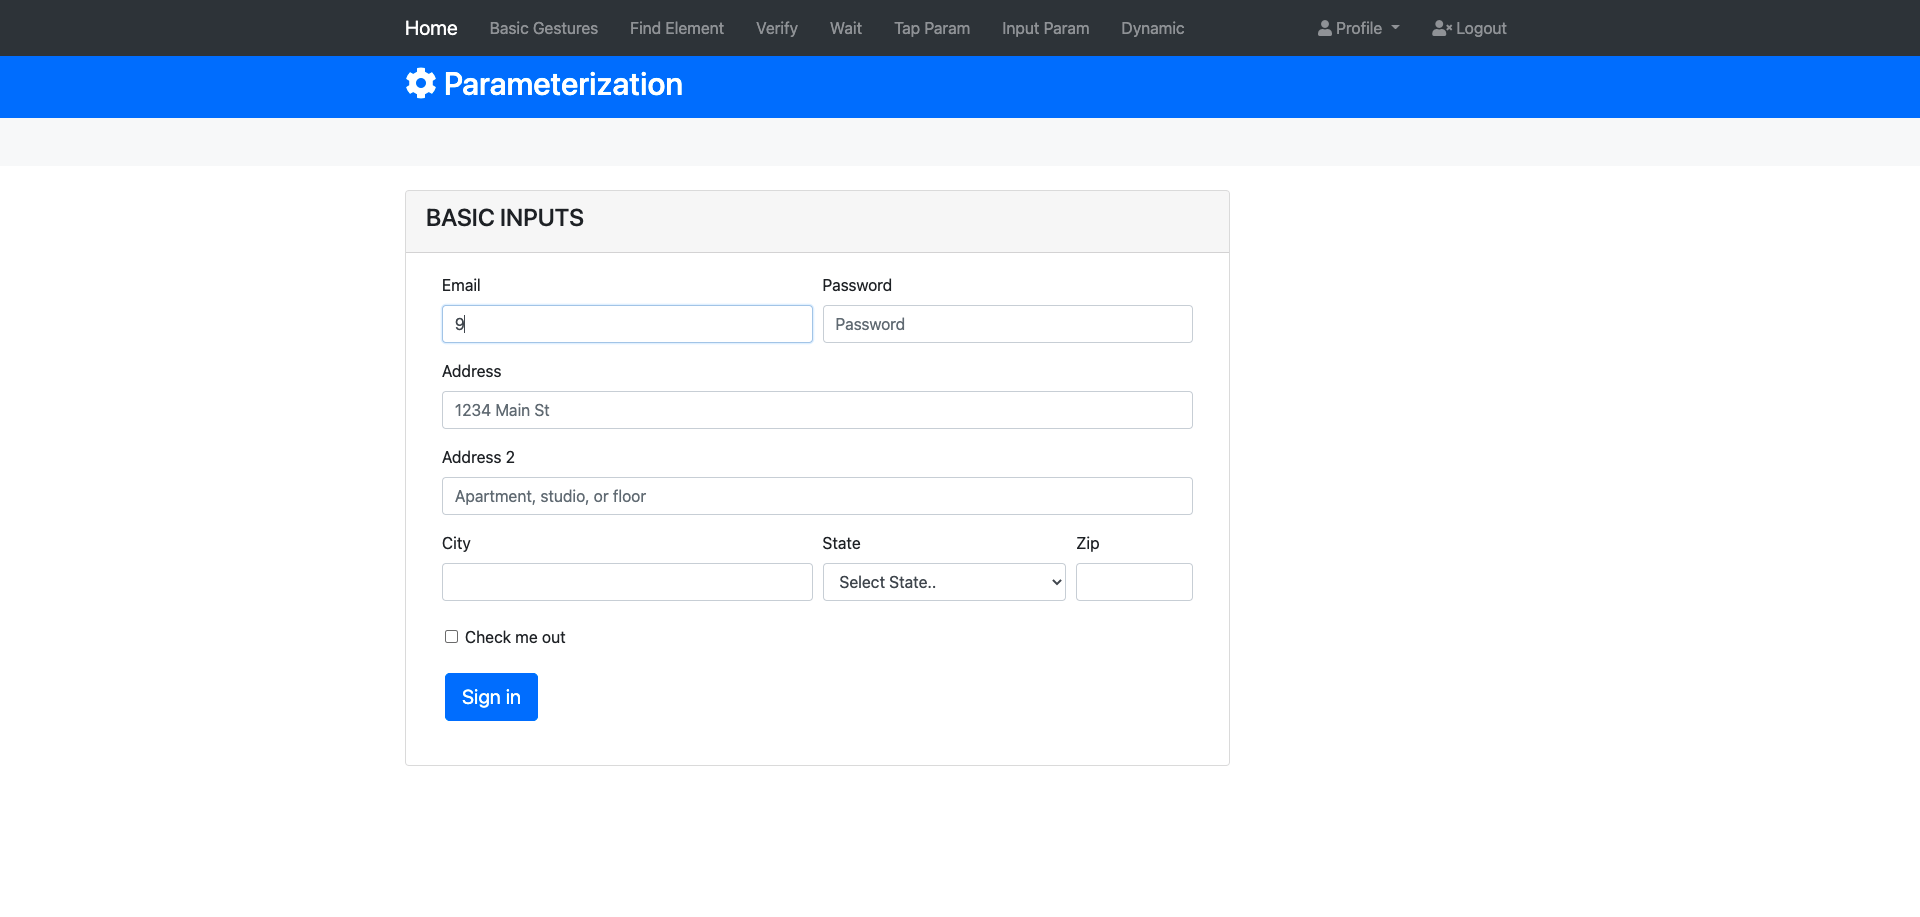 Home Basic Gestures Find Element Verify Wait Tap Param Input Param Dynamic Profile Logout
Parameterization
BASIC INPUTS
Email Password
9 Password
Address
1234 Main St
Address 2
Apartment, studio, or floor
City State Zip
Select State..
Check me out
Sign in